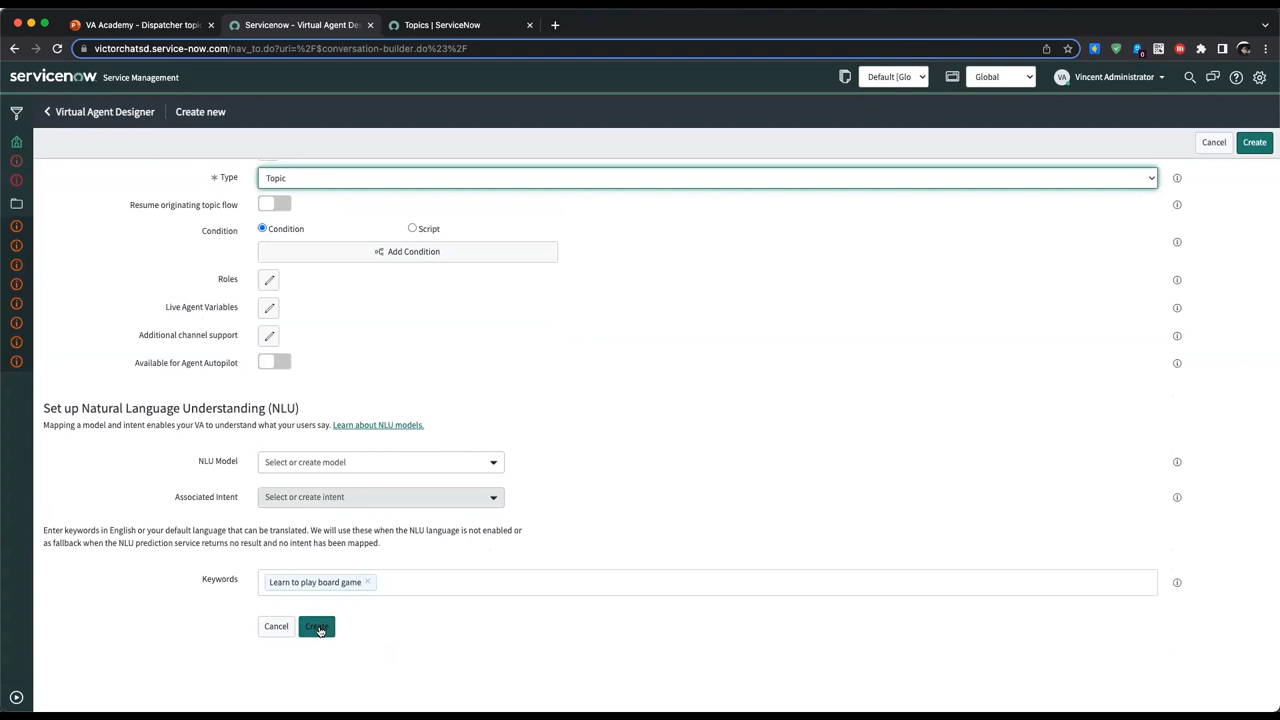 VA Academy - Dispatcher topic
Servicenow - Virtual Agent De
Topics | ServiceNow
victorchatsd.service-now.com/nav_to.do?uri=%2F$conversation-builder.do%23%2F
servicenow Service Management
Default [Glo
Global
VA Vincent Administrator
Virtual Agent Designer
Create new
Cancel
Create
* Type
Topic
Resume originating topic flow
Condition
Condition
Script
Add Condition
Roles
Live Agent Variables
Additional channel support
Available for Agent Autopilot
Set up Natural Language Understanding (NLU)
Mapping a model and intent enables your VA to understand what your users say. Learn about NLU models.
NLU Model
Select or create model
Associated Intent
Select or create intent
Enter keywords in English or your default language that can be translated. We will use these when the NLU language is not enabled or
as fallback when the NLU prediction service returns no result and no intent has been mapped.
Keywords
Learn to play board game
Cancel
Create